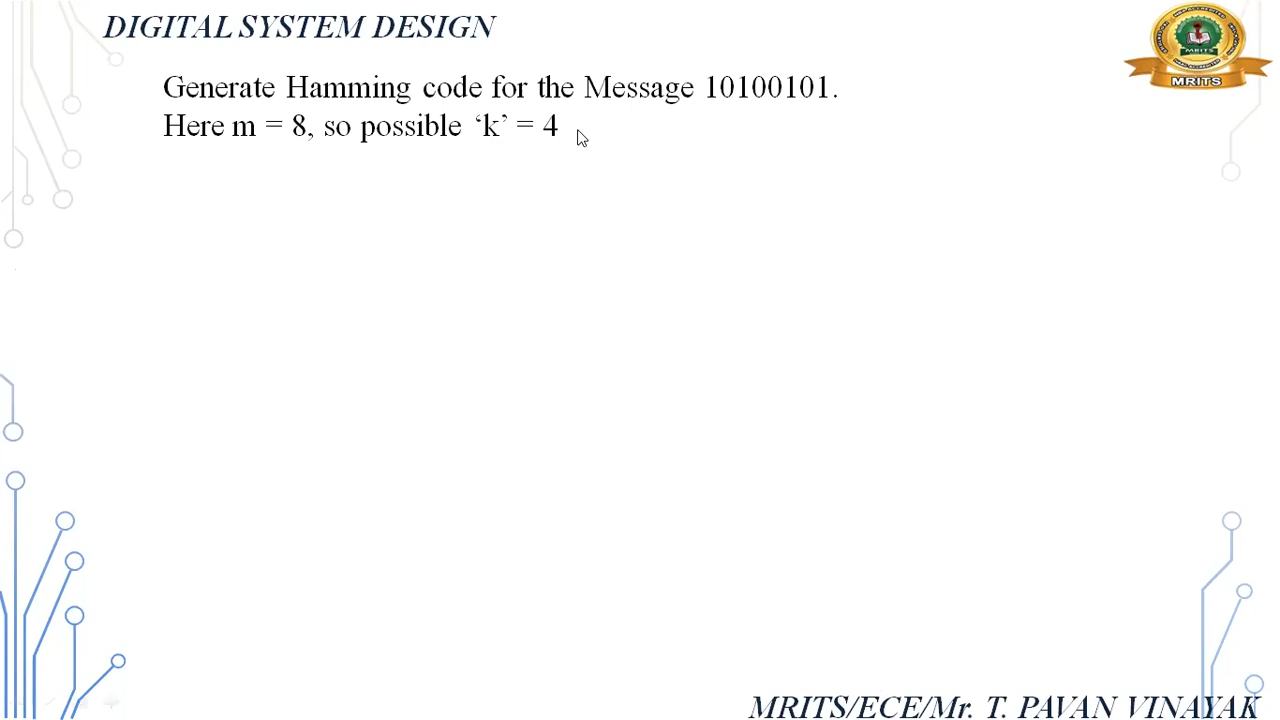 DIGITAL SYSTEM DESIGN
MRITS
Generate Hamming code for the Message 10100101.
Here m = 8, so possible ‘k’ = 4
MRITS/ECE/Mr. T. PAVAN VINAYAK